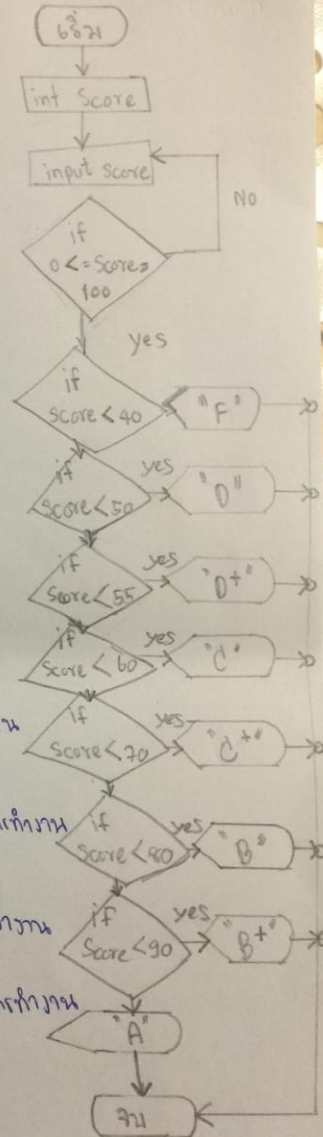 เริ่ม
int Score
input score
No
if
0 <= Score =
100
yes
if
Score < 40
"F"
if
Score < 50
yes
"D"
if
Score < 55
yes
"D+"
if
Score < 60
yes
"C"
if
Score < 70
yes
"C+"
if
Score < 80
yes
"B"
if
Score < 90
yes
"B+"
"A"
จบ